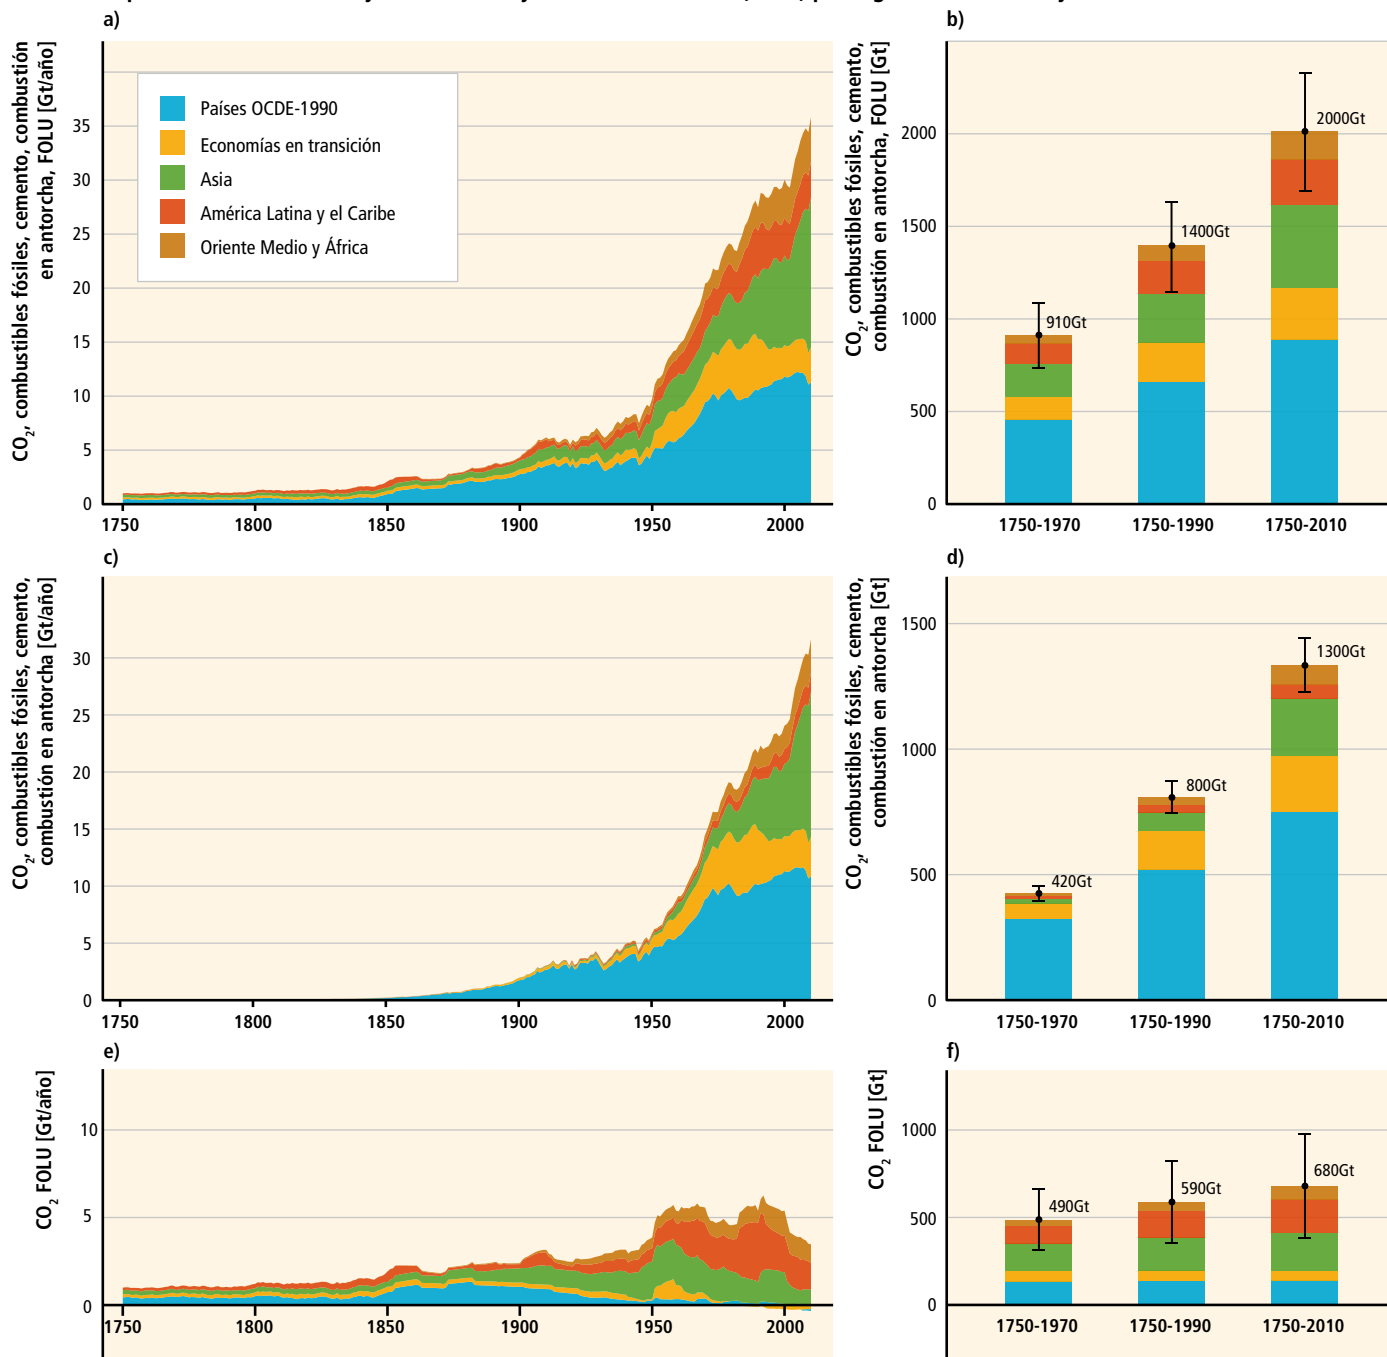 a)
CO2, combustibles fósiles, cemento, combustión
en antorcha, FOLU [Gt/año]
Países OCDE-1990
Economías en transición
Asia
América Latina y el Caribe
Oriente Medio y África
35
30
25
20
15
10
5
0
1750
1800
1850
1900
1950
2000
b)
CO2, combustibles fósiles, cemento,
combustión en antorcha, FOLU [Gt]
2000
1500
1000
500
0
910Gt
1400Gt
2000Gt
1750-1970
1750-1990
1750-2010
c)
CO2, combustibles fósiles, cemento,
combustión en antorcha [Gt/año]
30
25
20
15
10
5
0
1750
1800
1850
1900
1950
2000
d)
CO2, combustibles fósiles, cemento,
combustión en antorcha [Gt]
1500
1000
500
0
420Gt
800Gt
1300Gt
1750-1970
1750-1990
1750-2010
e)
CO2 FOLU [Gt/año]
10
5
0
1750
1800
1850
1900
1950
2000
f)
CO2 FOLU [Gt]
1000
500
0
490Gt
590Gt
680Gt
1750-1970
1750-1990
1750-2010